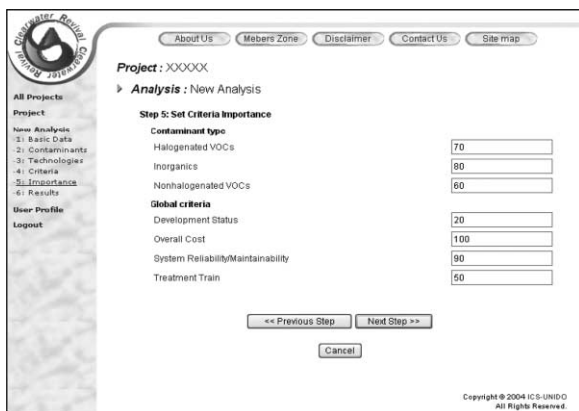 Clearwater Revival Clearwater Revival
About Us
Mebers Zone
Disclaimer
Contact Us
Site map
Project : XXXXX
Analysis : New Analysis
All Projects
Project
New Analysis
-1: Basic Data
-2: Contaminants
-3: Technologies
-4: Criteria
-5: Importance
-6: Results
User Profile
Logout
Step 5: Set Criteria Importance
Contaminant type
Halogenated VOCs 70
Inorganics 80
Nonhalogenated VOCs 60
Global criteria
Development Status 20
Overall Cost 100
System Reliability/Maintainability 90
Treatment Train 50
<< Previous Step
Next Step >>
Cancel
Copyright © 2004 ICS-UNIDO
All Rights Reserved.